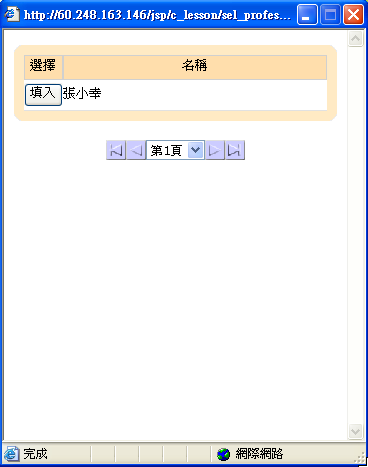 http://60.248.163.146/jsp/c_lesson/sel_profes...
選擇 名稱
填入 張小幸
第1頁
完成 網際網路